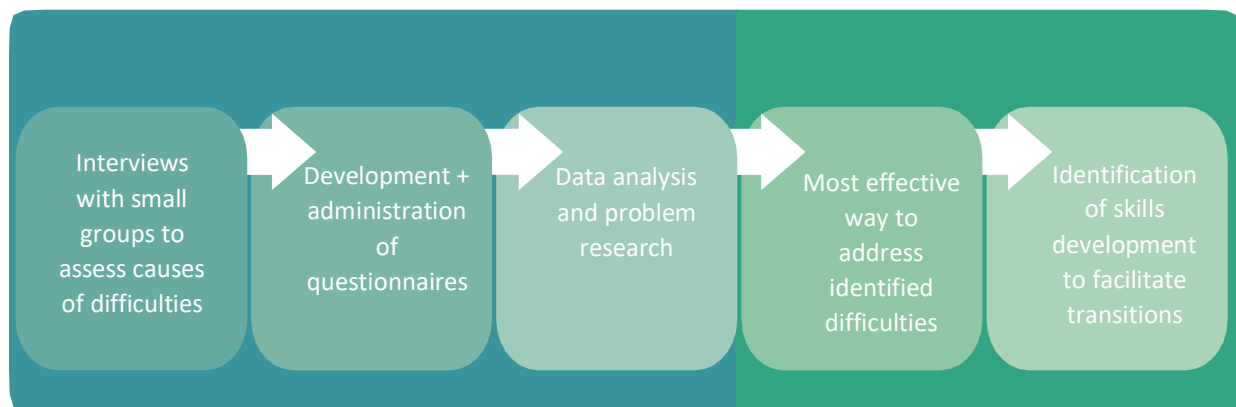 Interviews
with small
groups to
assess causes
of difficulties
Development +
administration
of
questionnaires
Data analysis
and problem
research
Most effective
way to
address
identified
difficulties
Identification
of skills
development
to facilitate
transitions